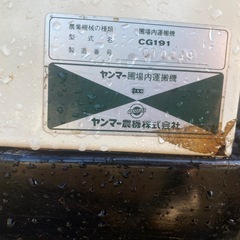 農業機械の種類 圃場内運搬機
型式名 CG191
製造番号
ヤンマー圃場内運搬機
ヤンマー農機株式会社